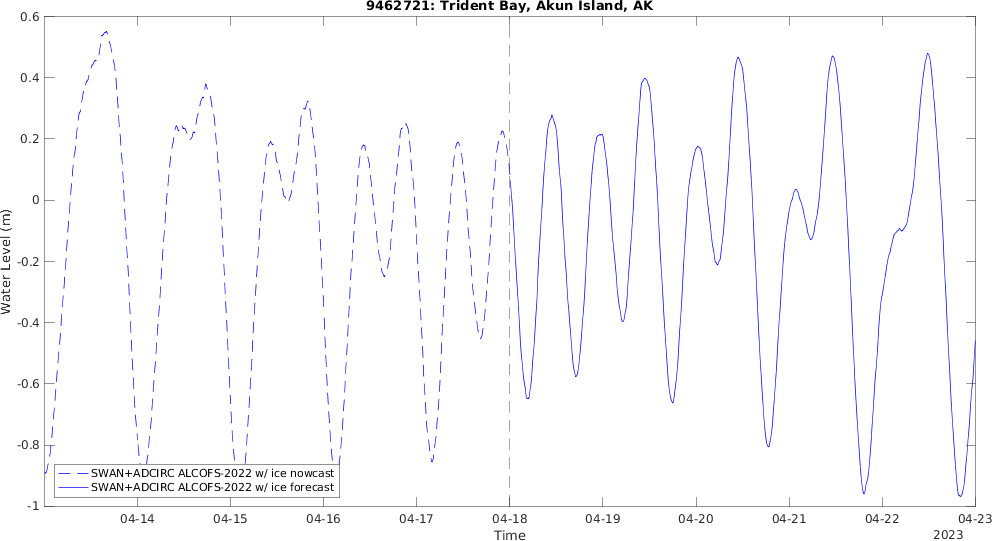 9462721: Trident Bay, Akun Island, AK
Water Level (m)
0.6
0.4
0.2
0
-0.2
-0.4
-0.6
-0.8
-1
SWAN+ADCIRC ALCOFS-2022 w/ ice nowcast
SWAN+ADCIRC ALCOFS-2022 w/ ice forecast
04-14 04-15 04-16 04-17 04-18 04-19 04-20 04-21 04-22 04-23
Time
2023